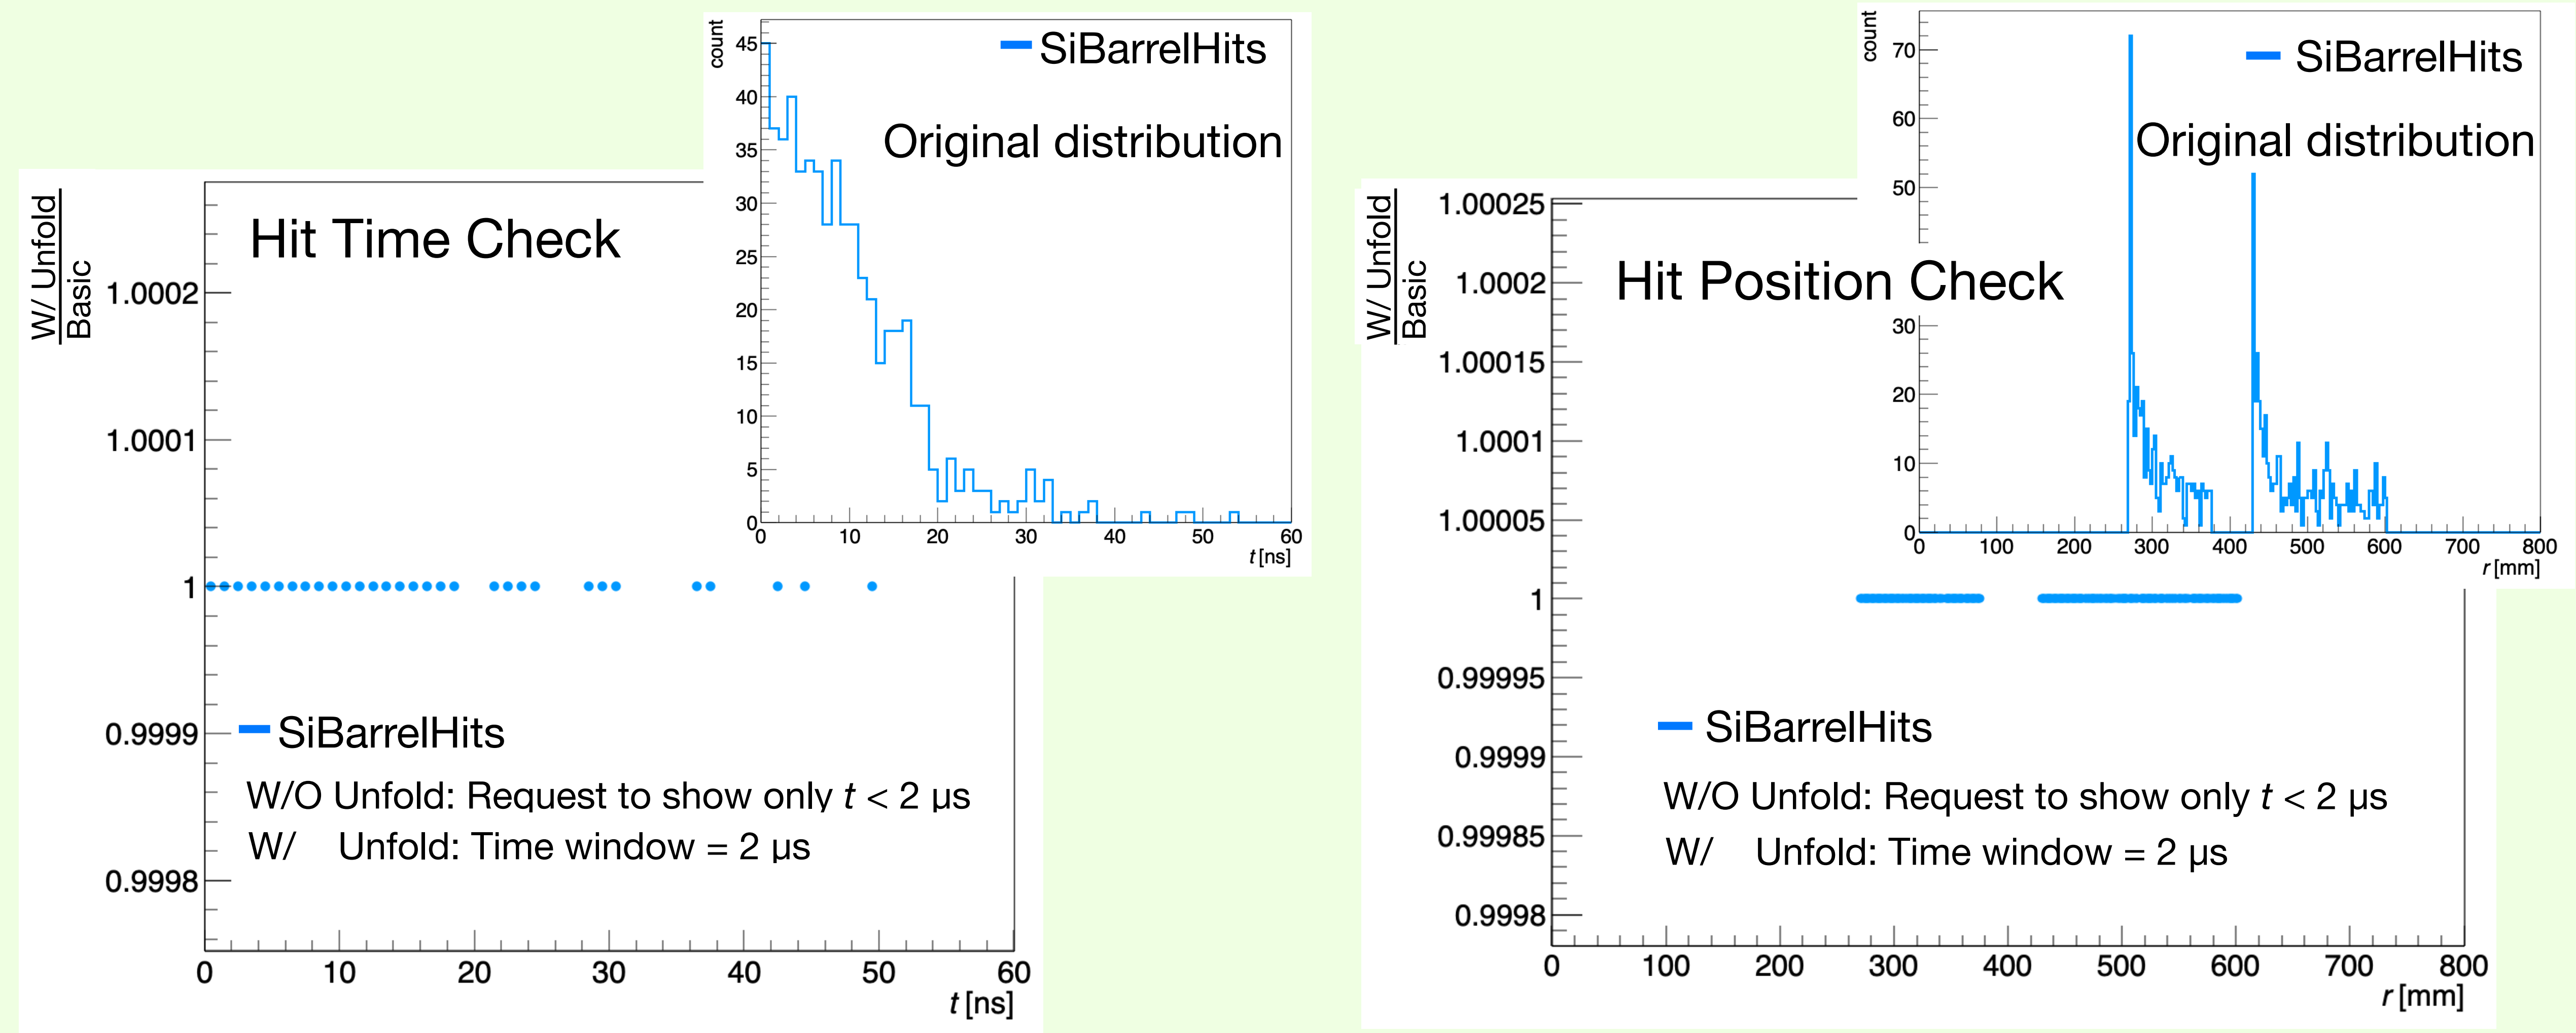 W/ Unfold
Basic
Hit Time Check
1.0002
1.0001
1
0.9999
0.9998
SiBarrelHits
W/O Unfold: Request to show only t < 2 μs
W/ Unfold: Time window = 2 μs
0 10 20 30 40 50 60
t [ns]
count
SiBarrelHits
Original distribution
45
40
35
30
25
20
15
10
5
0
0 10 20 30 40 50 60
t [ns]
W/ Unfold
Basic
Hit Position Check
1.00025
1.0002
1.00015
1.0001
1.00005
1
0.99995
0.9999
0.99985
0.9998
SiBarrelHits
W/O Unfold: Request to show only t < 2 μs
W/ Unfold: Time window = 2 μs
0 100 200 300 400 500 600 700 800
r [mm]
count
SiBarrelHits
Original distribution
70
60
50
30
20
10
0
0 100 200 300 400 500 600 700 800
r [mm]